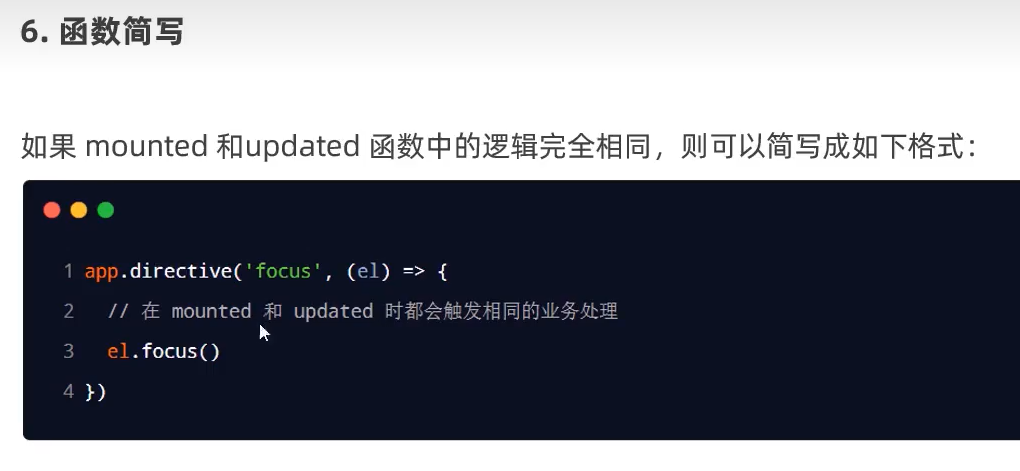 6. 函数简写
如果 mounted 和updated 函数中的逻辑完全相同，则可以简写成如下格式：
1 app.directive('focus', (el) => {
2 // 在 mounted 和 updated 时都会触发相同的业务处理
3 el.focus()
4 })